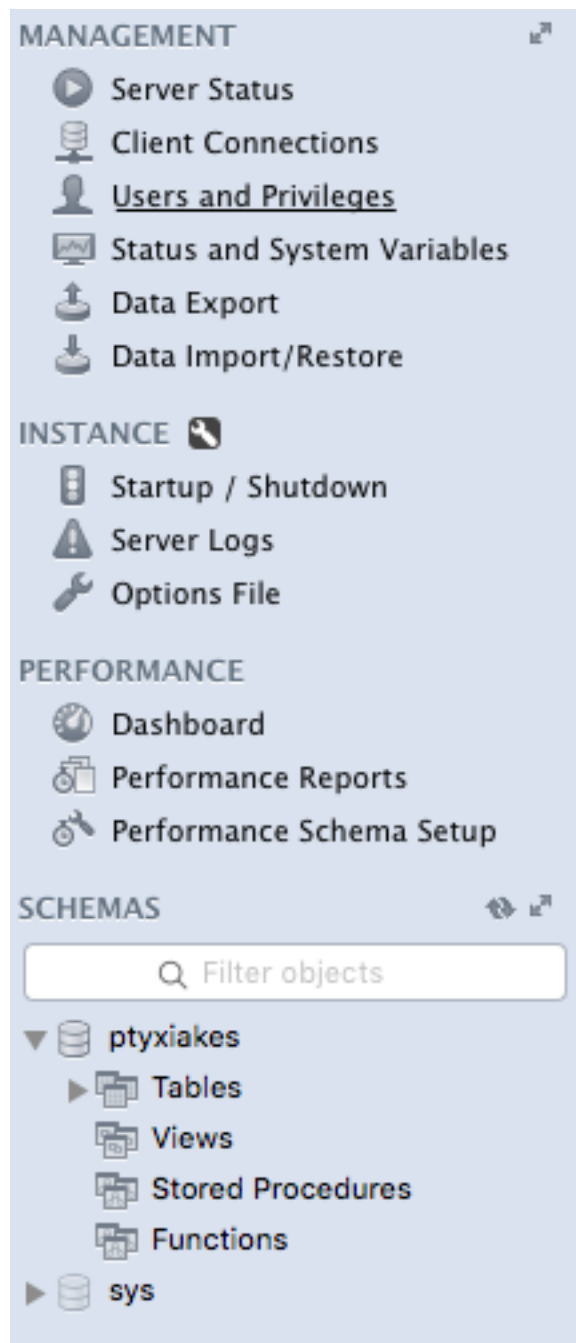 MANAGEMENT
Server Status
Client Connections
Users and Privileges
Status and System Variables
Data Export
Data Import/Restore
INSTANCE
Startup / Shutdown
Server Logs
Options File
PERFORMANCE
Dashboard
Performance Reports
Performance Schema Setup
SCHEMAS
Filter objects
ptyxiakes
Tables
Views
Stored Procedures
Functions
sys